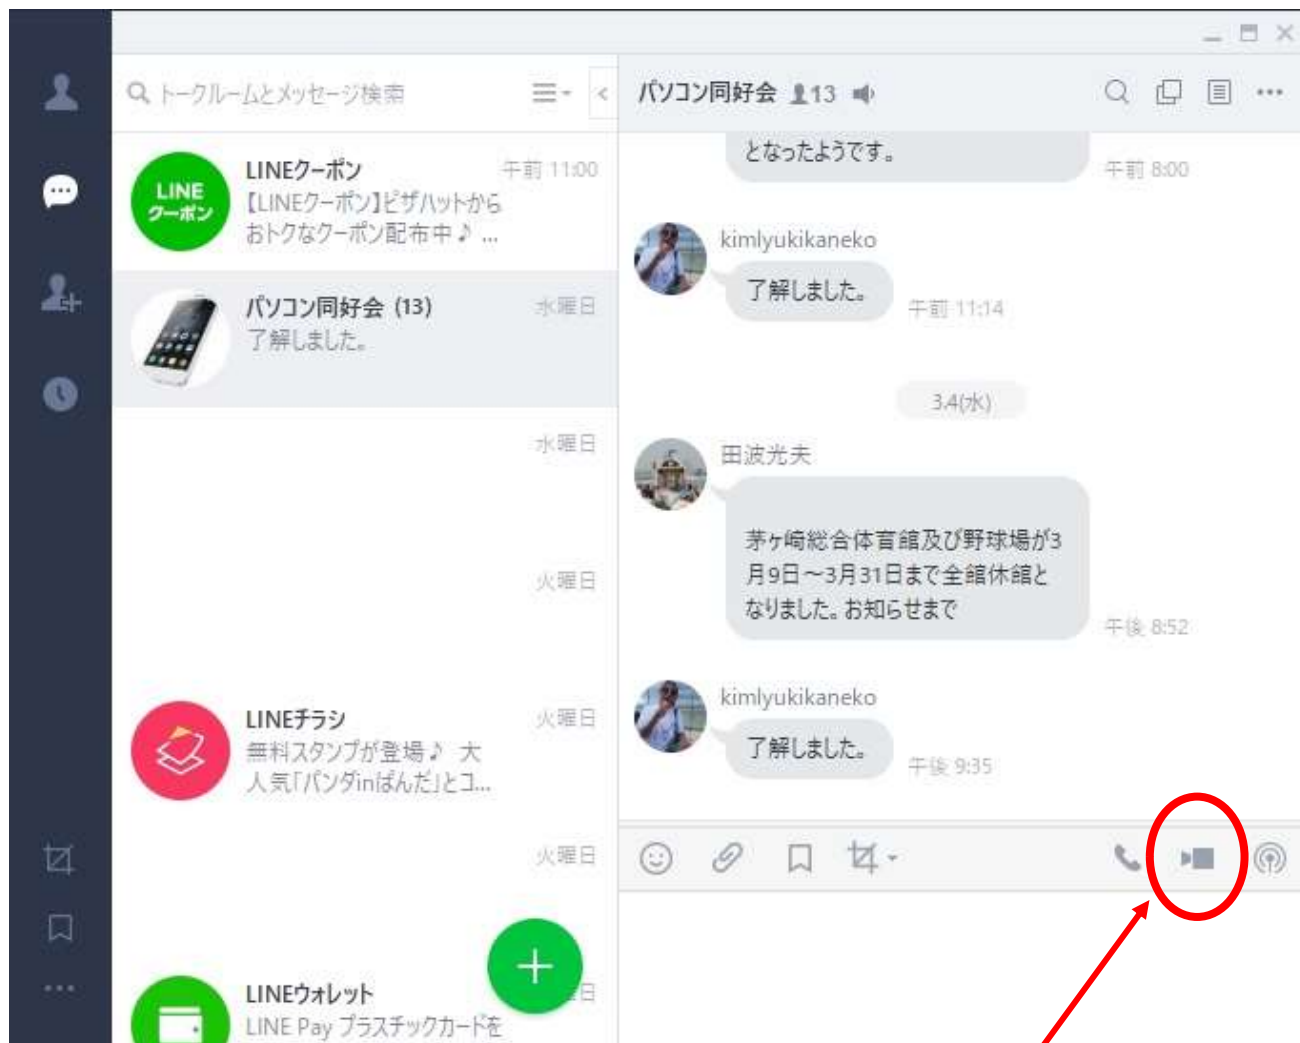 トークルームとメッセージ検索
LINE
クーポン
LINEクーポン
午前 11:00
【LINEクーポン】ピザハットから
おトクなクーポン配布中♪ ...
パソコン同好会 (13)
水曜日
了解しました。
水曜日
火曜日
LINEチラシ
火曜日
無料スタンプが登場♪ 大
人気「パンダinぱんだ」とコ...
火曜日
LINEウォレット
LINE Pay プラスチックカードを
パソコン同好会 13
となったようです。
午前 8:00
kimlyukikaneko
了解しました。
午前 11:14
3.4(水)
田波光夫
茅ヶ崎総合体育館及び野球場が3
月9日～3月31日まで全館休館と
なりました。お知らせまで
午後 8:52
kimlyukikaneko
了解しました。
午後 9:35